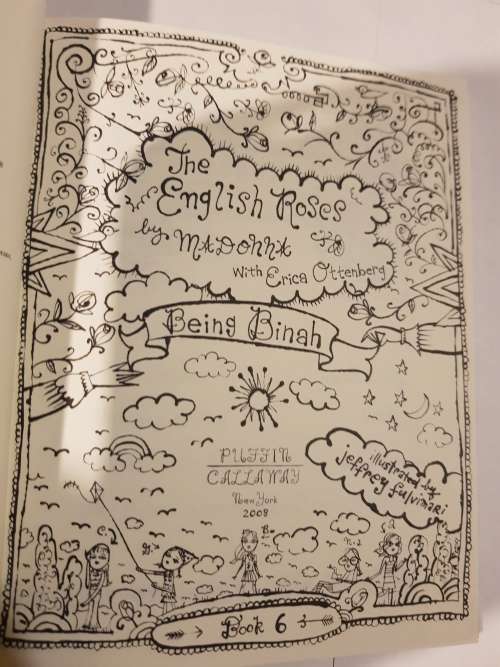 The
English Roses
by MADONNA
with Erica Ottenberg
Being Binah
PUFFIN
CALLAWAY
New York
2008
illustrated by
jeffrey fulvimari
Book 6